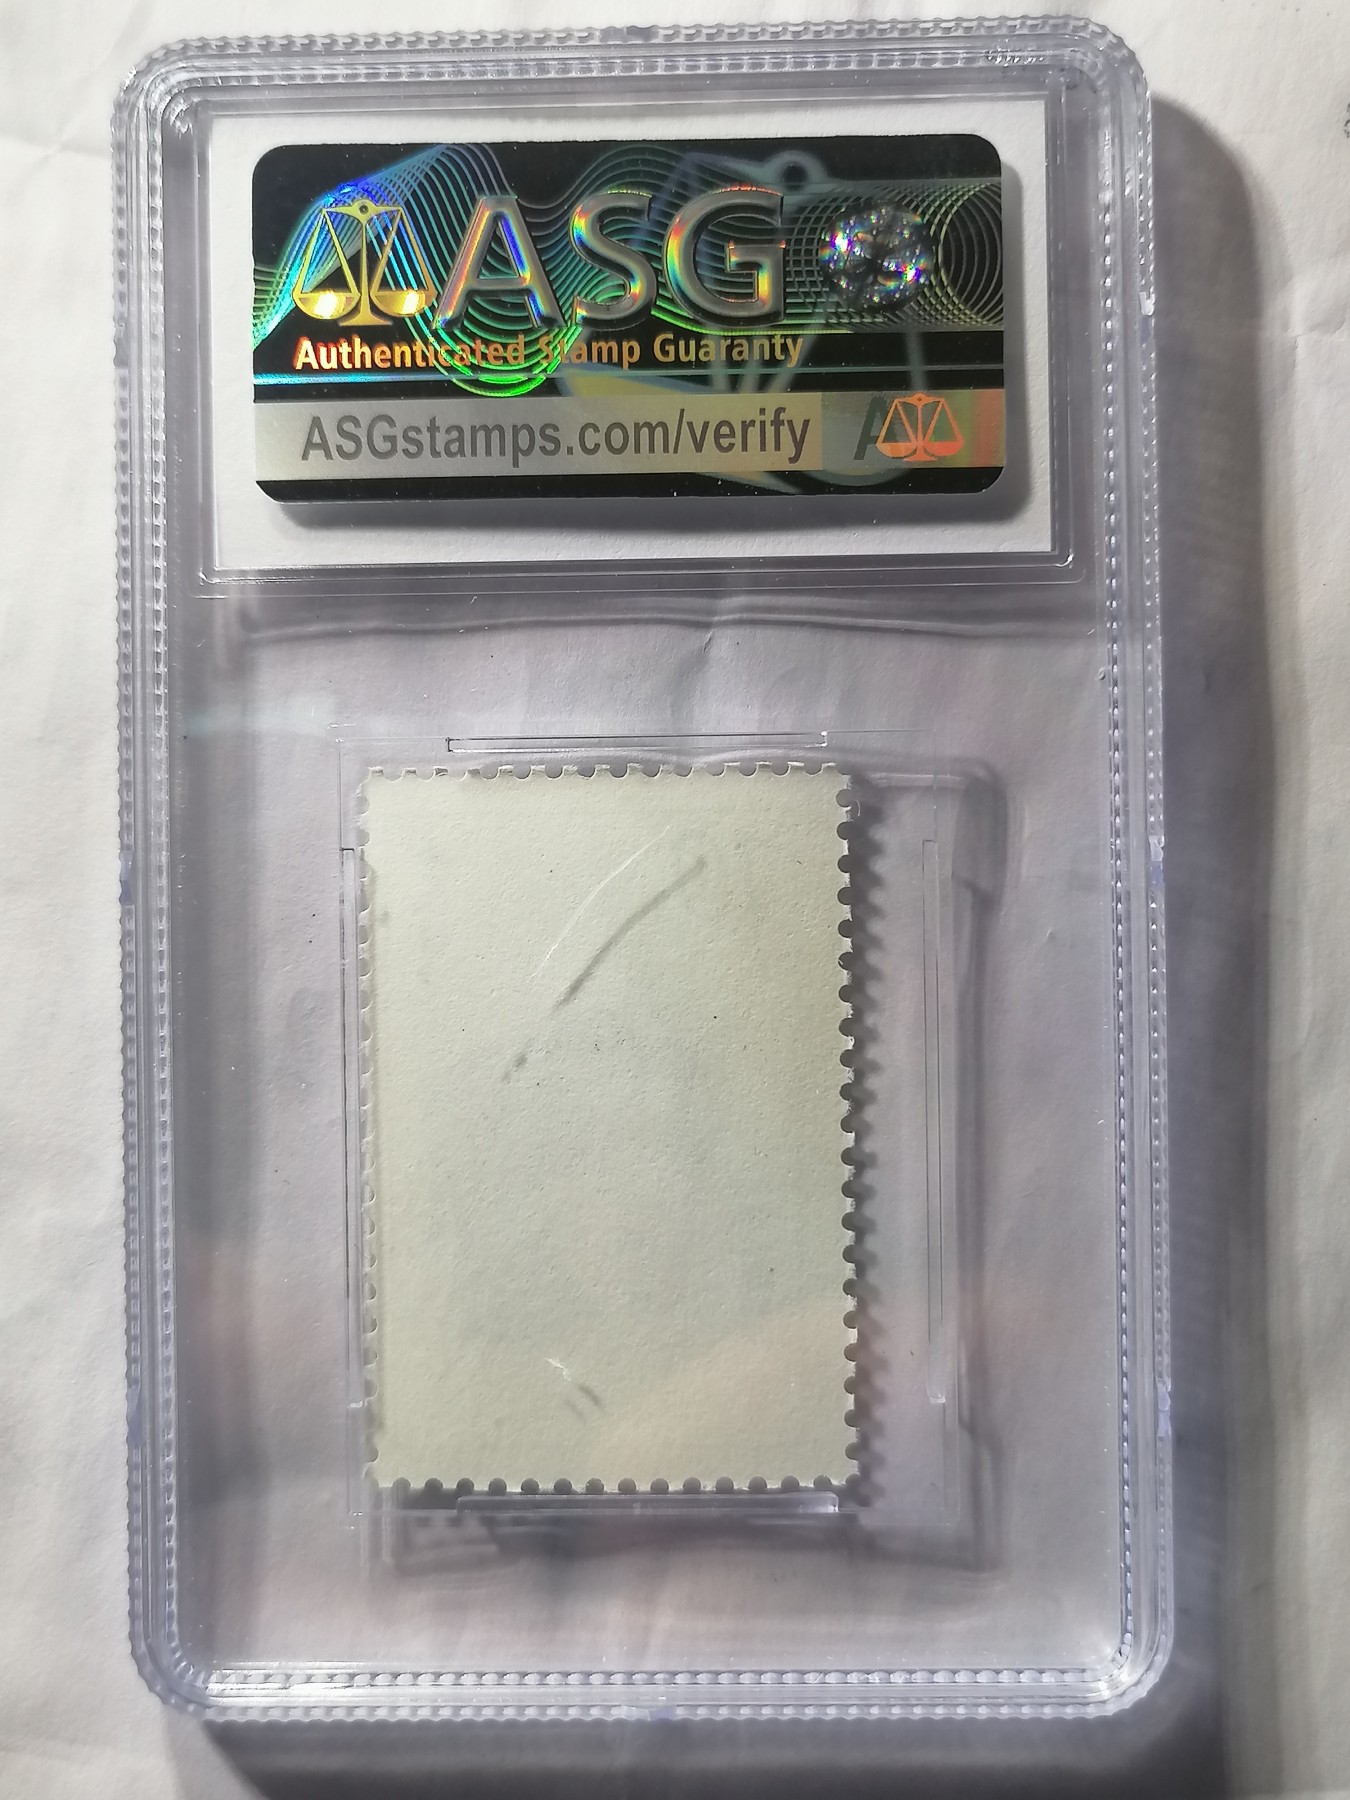 ASG
Authenticated Stamp Guaranty
ASGstamps.com/verify